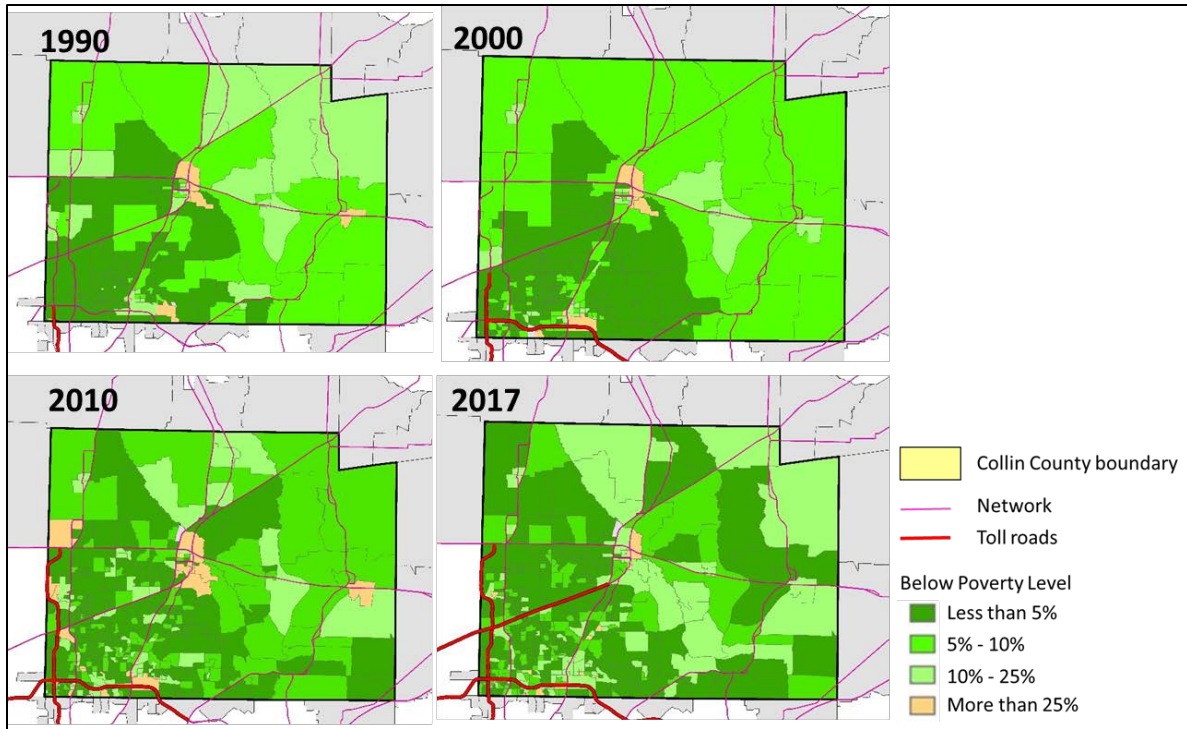 1990
2000
2010
2017
Collin County boundary
Network
Toll roads
Below Poverty Level
Less than 5%
5% - 10%
10% - 25%
More than 25%